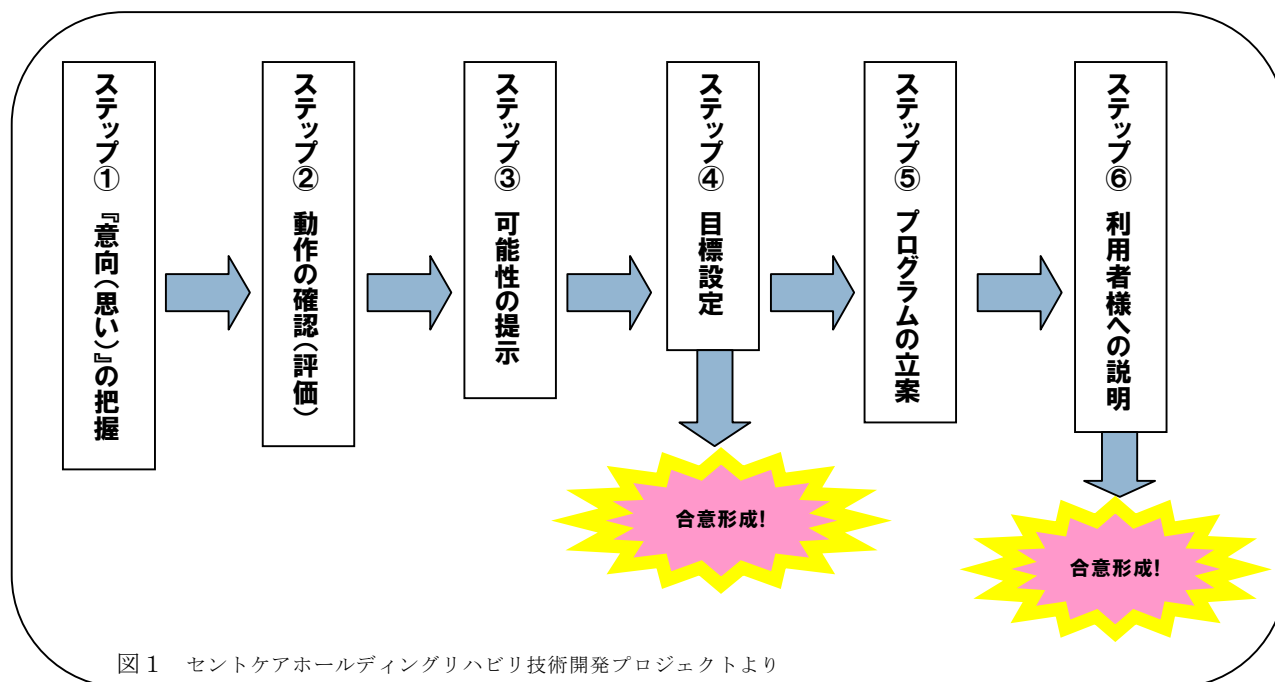 ステップ① 『意向(思い)』の把握
ステップ② 動作の確認(評価)
ステップ③ 可能性の提示
ステップ④ 目標設定
ステップ⑤ プログラムの立案
ステップ⑥ 利用者様への説明
合意形成!
合意形成!
図1 セントケアホールディングリハビリ技術開発プロジェクトより